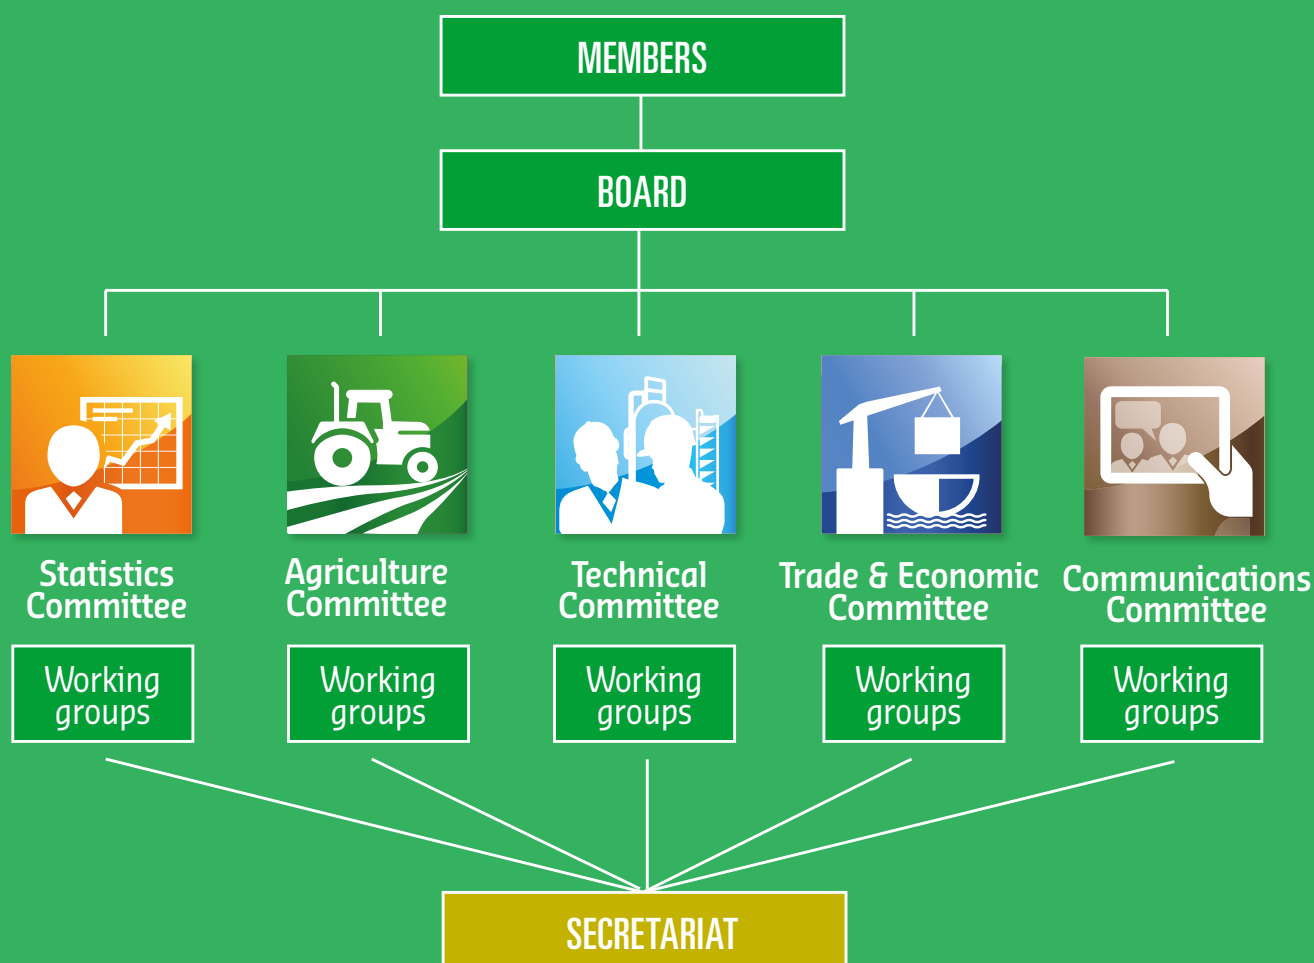 MEMBERS
BOARD
Statistics
Committee
Agriculture
Committee
Technical
Committee
Trade & Economic
Committee
Communications
Committee
Working
groups
Working
groups
Working
groups
Working
groups
Working
groups
SECRETARIAT